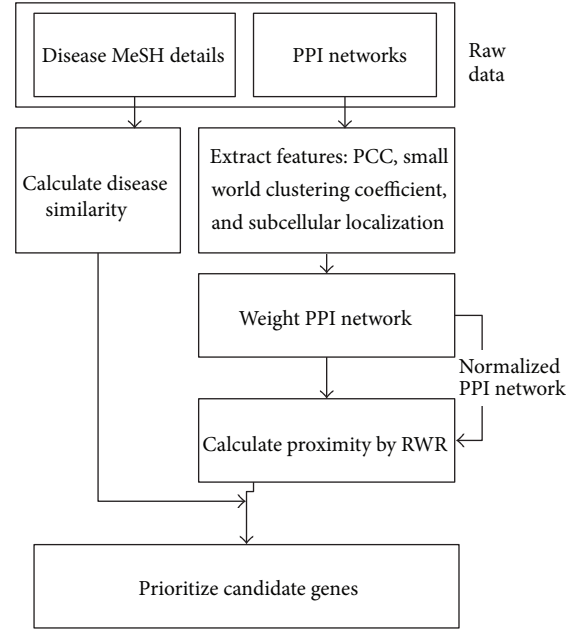 Disease MeSH details
PPI networks
Raw
data
Calculate disease
similarity
Extract features: PCC, small
world clustering coefficient,
and subcellular localization
Weight PPI network
Normalized
PPI network
Calculate proximity by RWR
Prioritize candidate genes